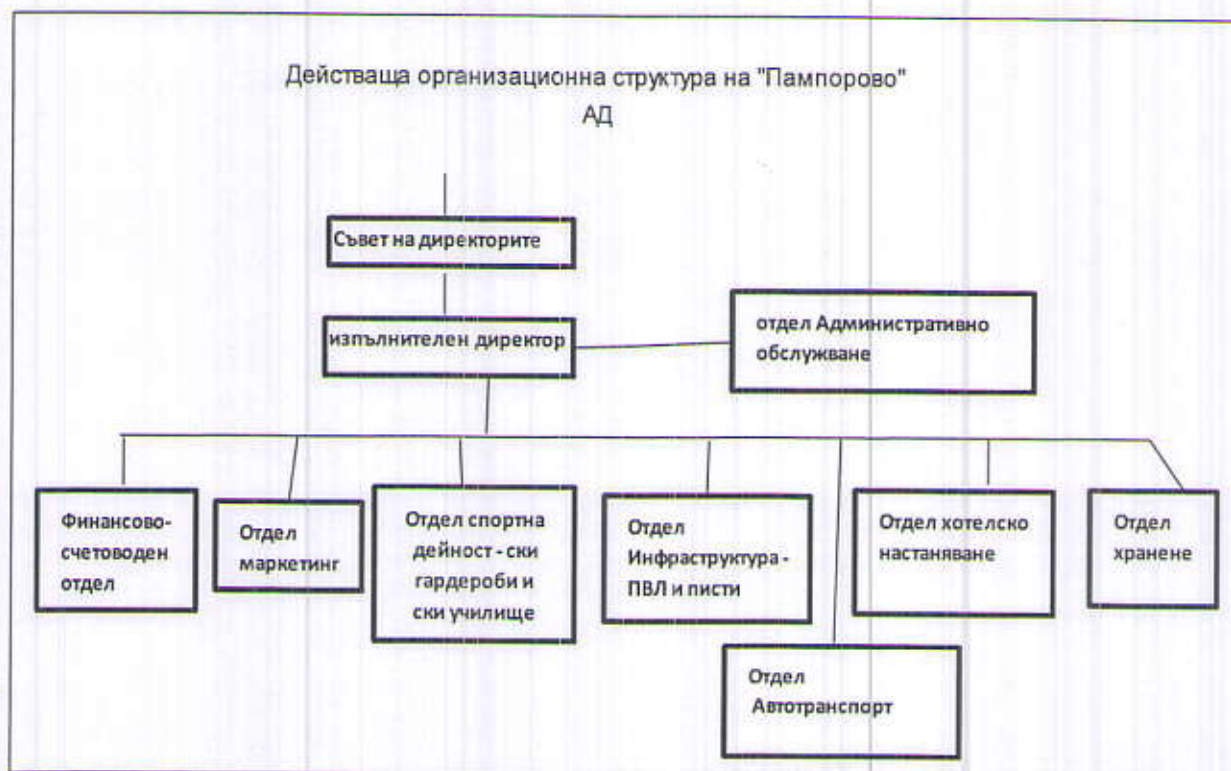 Действаща организационна структура на "Пампорово"
АД
Съвет на директорите
изпълнителен директор
отдел Административно
обслужване
Финансово-
счетоводен
отдел
Отдел
маркетинг
Отдел спортна
дейност - ски
гардероби и
ски училище
Отдел
Инфраструктура -
ПВЛ и писти
Отдел хотелско
настаняване
Отдел
хранене
Отдел
Автотранспорт